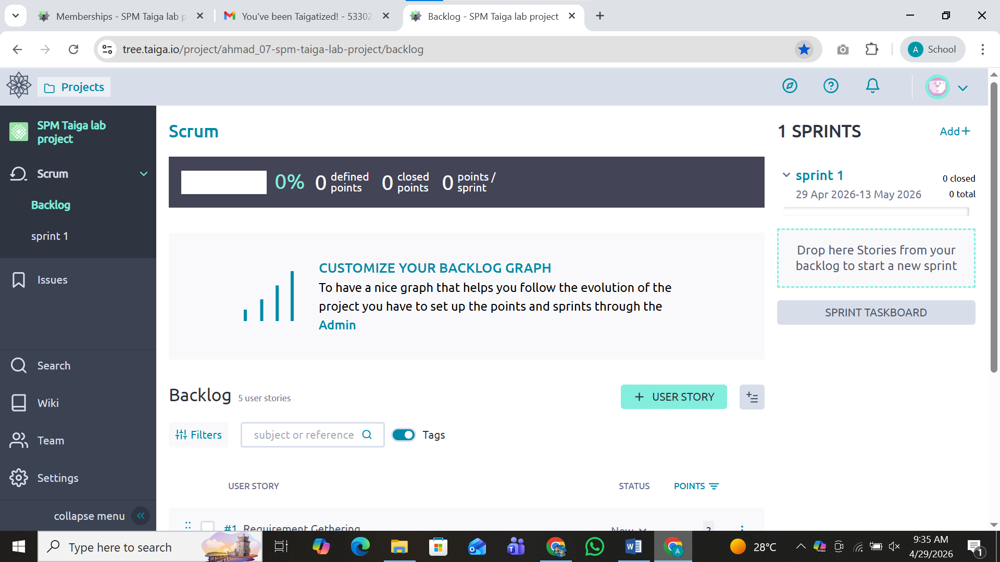 Memberships - SPM Taiga lab p
You've been Taigatized! - 53302
Backlog - SPM Taiga lab project
tree.taiga.io/project/ahmad_07-spm-taiga-lab-project/backlog
A School
Projects
SPM Taiga lab
project
Scrum
Backlog
sprint 1
Issues
Search
Wiki
Team
Settings
collapse menu
Scrum
0% 0 defined points 0 closed points 0 points / sprint
CUSTOMIZE YOUR BACKLOG GRAPH
To have a nice graph that helps you follow the evolution of the
project you have to set up the points and sprints through the
Admin
Backlog 5 user stories
+ USER STORY
Filters
subject or reference
Tags
USER STORY STATUS POINTS
#1 Requirement Gethering New ?
1 SPRINTS Add+
sprint 1 0 closed
29 Apr 2026-13 May 2026 0 total
Drop here Stories from your
backlog to start a new sprint
SPRINT TASKBOARD
Type here to search
28°C
9:35 AM
4/29/2026
1